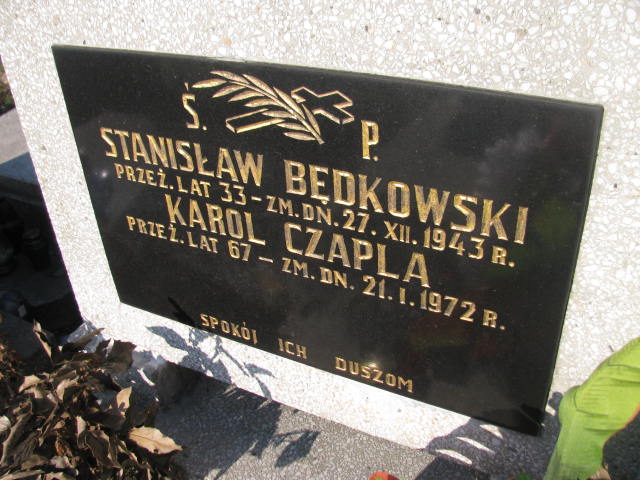 Ś. P.
STANISŁAW BĘDKOWSKI
PRZEŻ. LAT 33 - ZM. DŃ. 27. XII. 1943 R.
KAROL CZAPLA
PRZEŻ. LAT 67 - ZM. DN. 21. I. 1972 R.
SPOKÓJ ICH DUSZOM